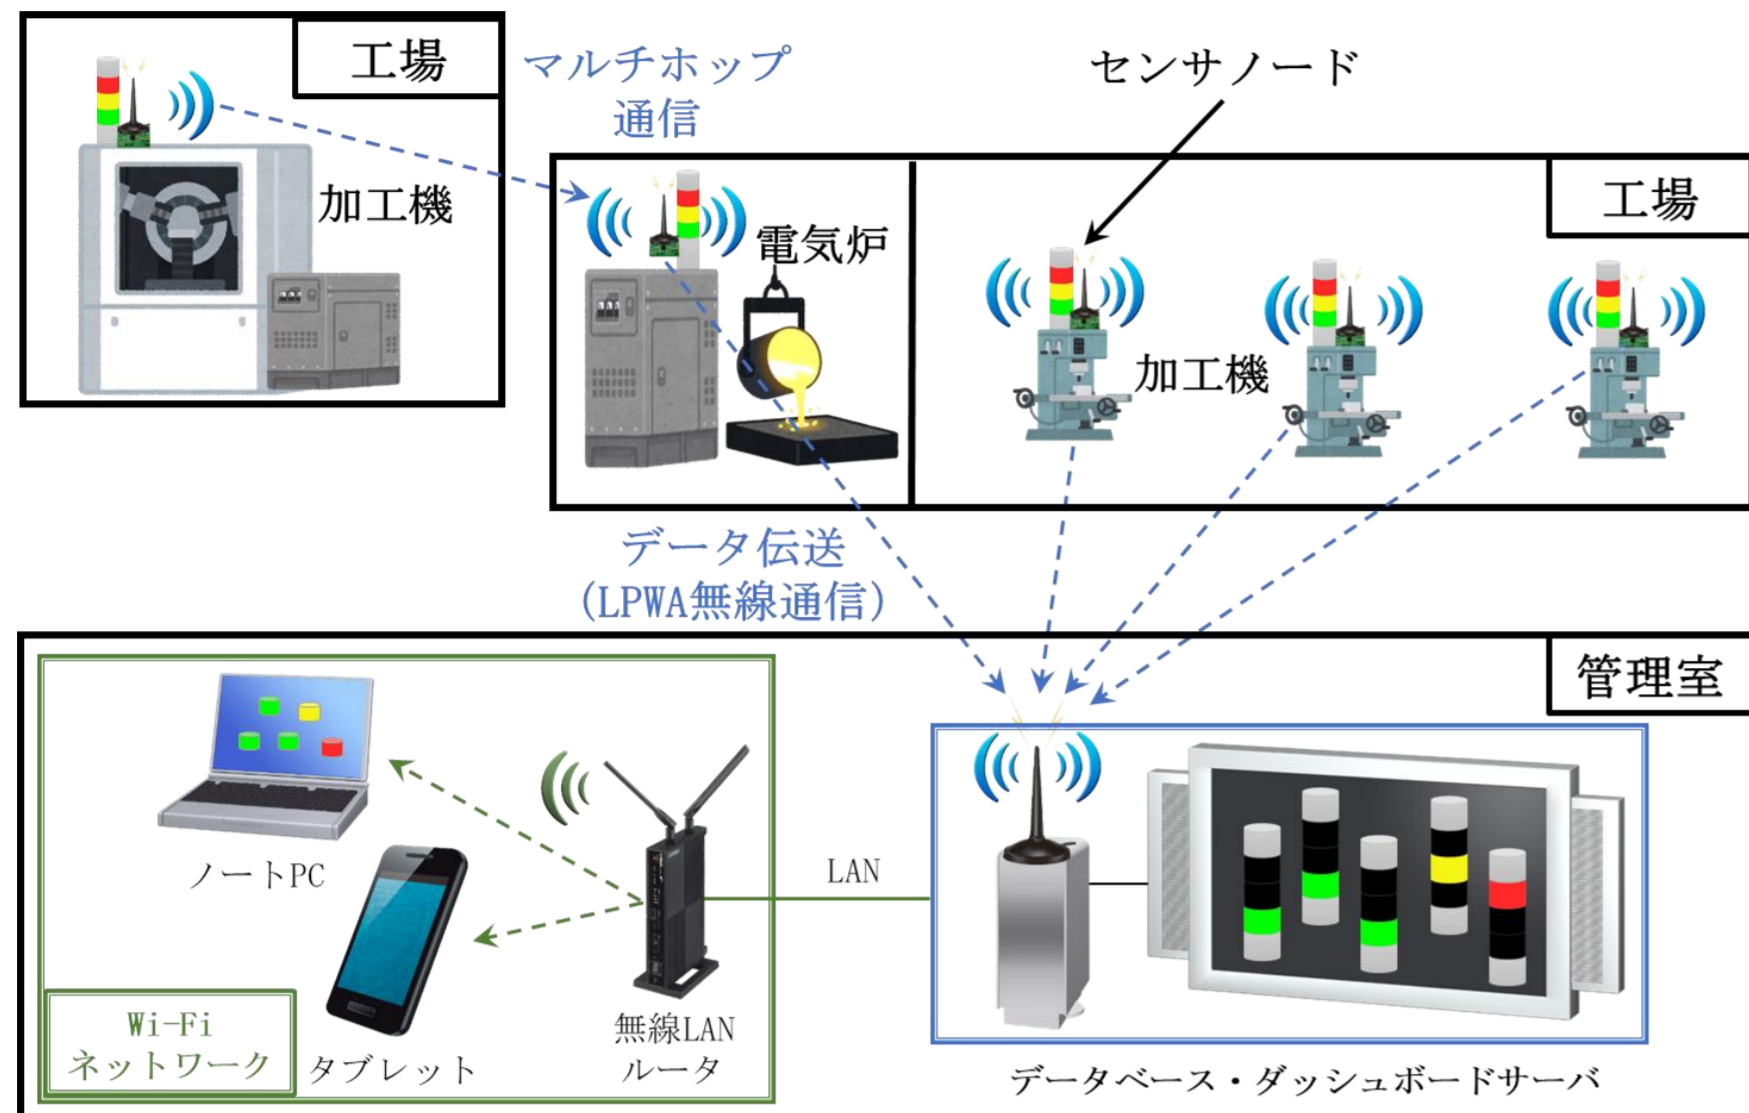 工場
マルチホップ
通信
センサノード
加工機
工場
電気炉
加工機
データ伝送
(LPWA無線通信)
管理室
ノートPC
LAN
Wi-Fi
ネットワーク
タブレット
無線LAN
ルータ
データベース・ダッシュボードサーバ